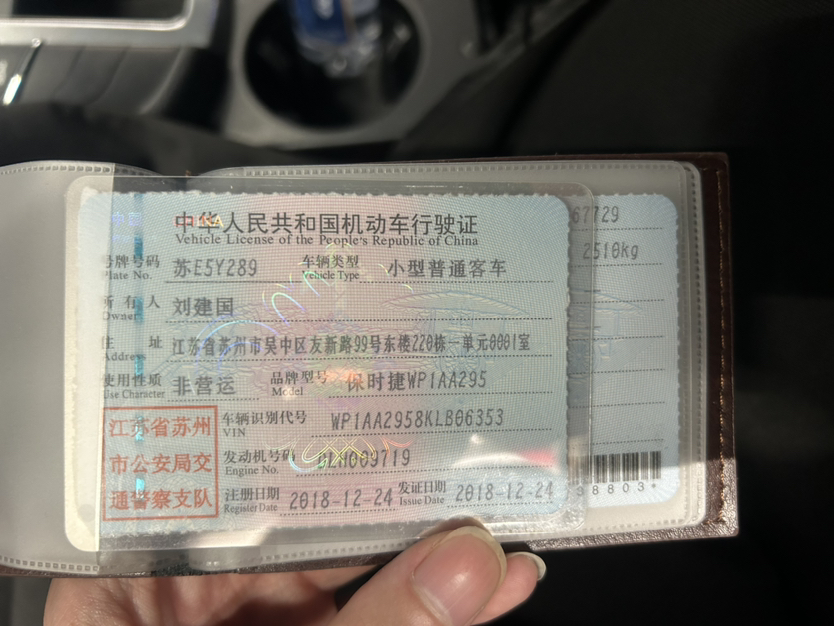 中华人民共和国机动车行驶证
Vehicle License of the People's Republic of China
号牌号码 苏E5Y289 车辆类型 小型普通客车
Plate No. Vehicle Type
所有人 刘建国
Owner
住址 江苏省苏州市吴中区友新路99号东楼220栋一单元0001室
Address
使用性质 非营运 品牌型号 保时捷WP1AA295
Use Character Model
江苏省苏州
市公安局交
通警察支队
车辆识别代号 WP1AA2958KLB06353
VIN
发动机号码 009719
Engine No.
注册日期 2018-12-24 发证日期 2018-12-24
Register Date Issue Date
67729
2510kg
38803*